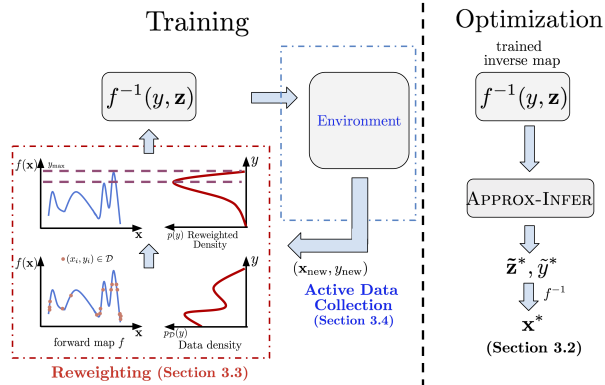 Training
f⁻¹(y, z)
Environment
f(x)
y_max
y
x
p(y) Reweighted
Density
f(x)
(x_i, y_i) ∈ D
y
x
p_D(y)
forward map f
Data density
Reweighting (Section 3.3)
(x_new, y_new)
Active Data
Collection
(Section 3.4)
Optimization
trained
inverse map
f⁻¹(y, z)
APPROX-INFER
z̃*, ỹ*
f⁻¹
x*
(Section 3.2)